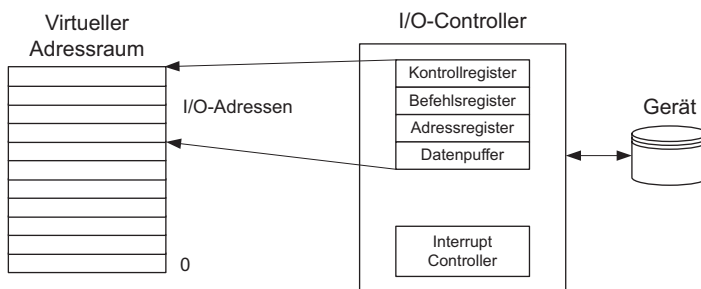 Virtueller
Adressraum
I/O-Adressen
0
I/O-Controller
Kontrollregister
Befehlsregister
Adressregister
Datenpuffer
Interrupt
Controller
Gerät